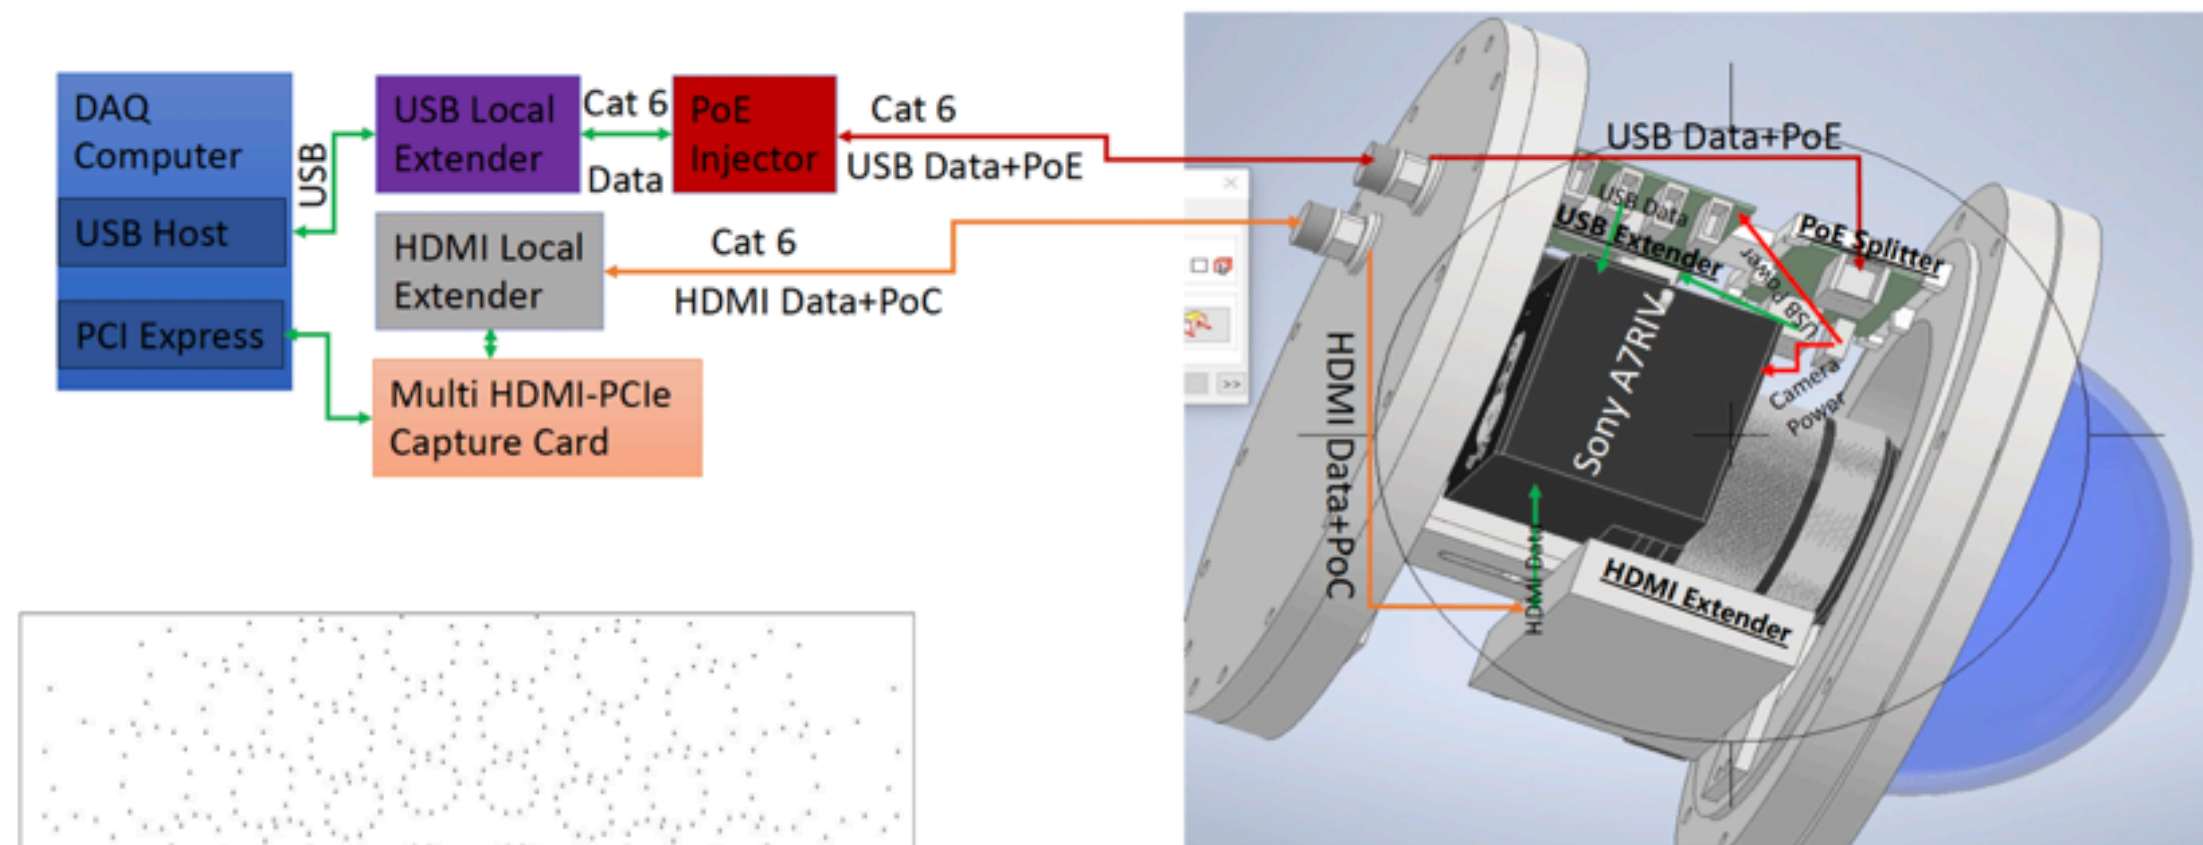 DAQ
Computer
USB Host
PCI Express
USB
USB Local
Extender
Cat 6
Data
PoE
Injector
Cat 6
USB Data+PoE
HDMI Local
Extender
Cat 6
HDMI Data+PoC
Multi HDMI-PCIe
Capture Card
USB Data+PoE
USB Data
USB Extender
PoE Splitter
Power
USB
Camera
Power
Sony A7RIV
HDMI Data+PoC
HDMI Data
HDMI Extender
>>